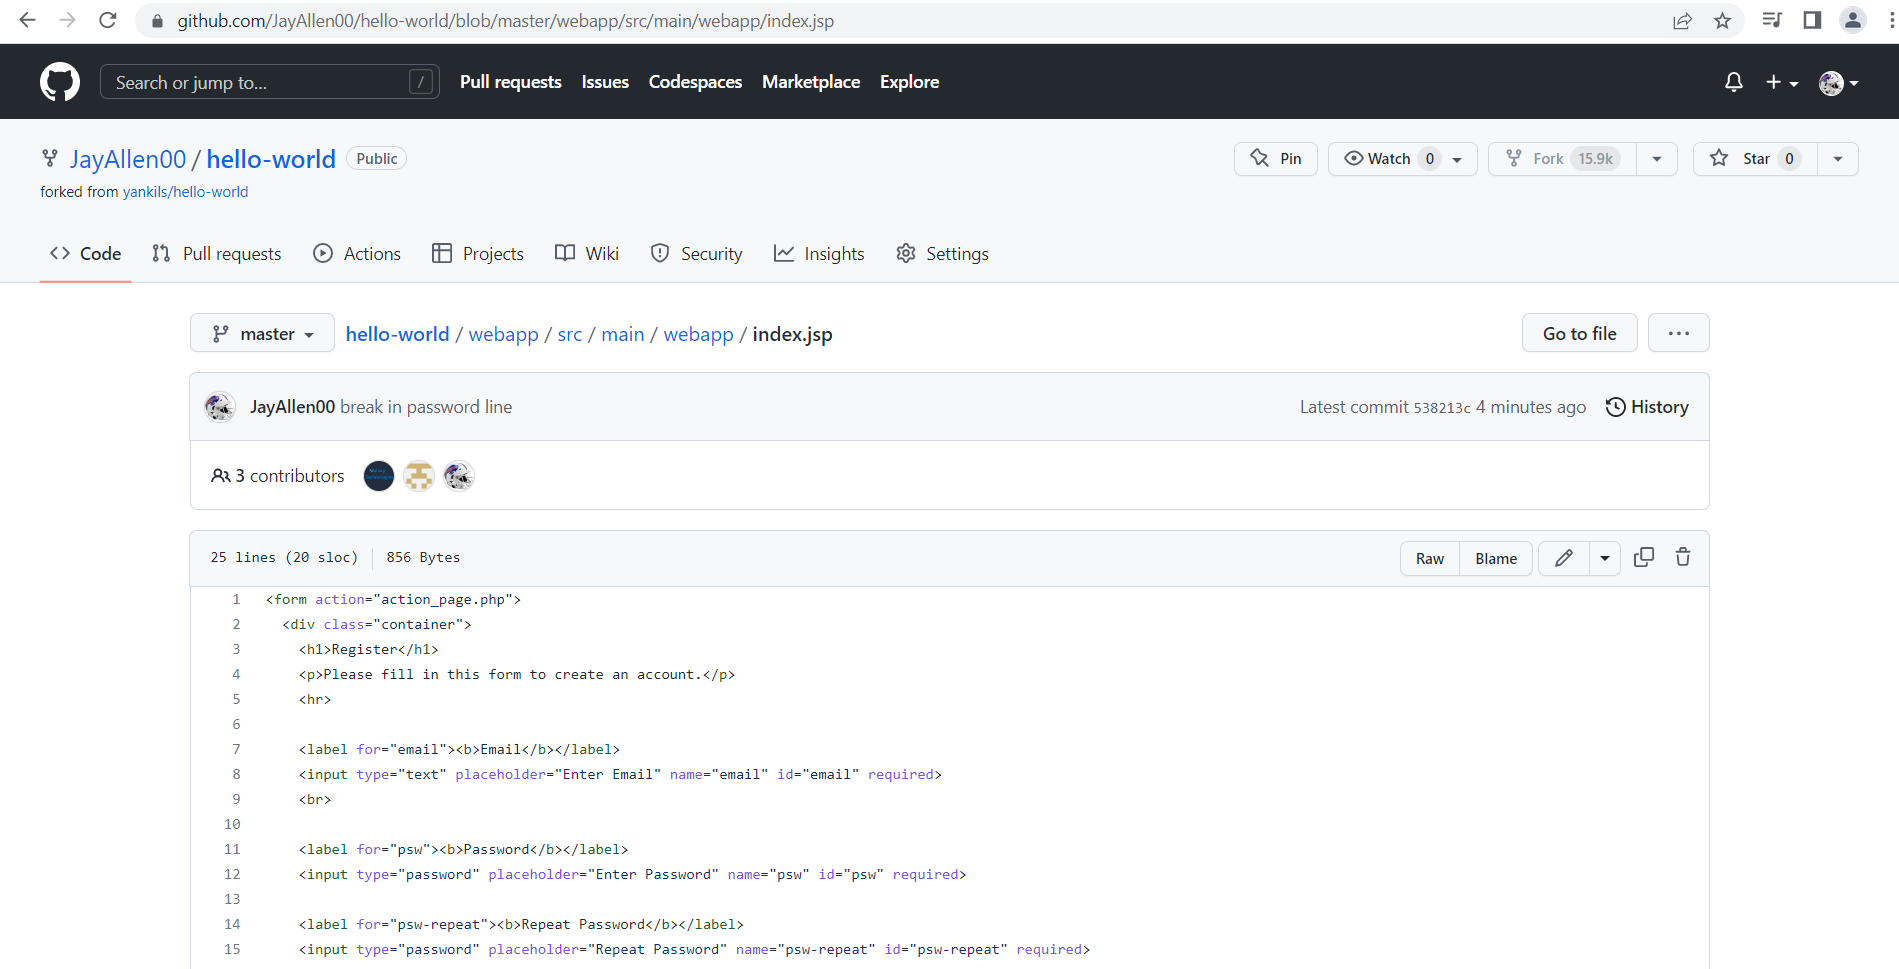 github.com/JayAllen00/hello-world/blob/master/webapp/src/main/webapp/index.jsp
Search or jump to... / Pull requests Issues Codespaces Marketplace Explore
JayAllen00 / hello-world Public Pin Watch 0 Fork 15.9k Star 0
forked from yankils/hello-world
<> Code Pull requests Actions Projects Wiki Security Insights Settings
master hello-world / webapp / src / main / webapp / index.jsp Go to file ...
JayAllen00 break in password line Latest commit 538213c 4 minutes ago History
3 contributors
25 lines (20 sloc) 856 Bytes Raw Blame
1 <form action="action_page.php">
2 <div class="container">
3 <h1>Register</h1>
4 <p>Please fill in this form to create an account.</p>
5 <hr>
6
7 <label for="email"><b>Email</b></label>
8 <input type="text" placeholder="Enter Email" name="email" id="email" required>
9 <br>
10
11 <label for="psw"><b>Password</b></label>
12 <input type="password" placeholder="Enter Password" name="psw" id="psw" required>
13
14 <label for="psw-repeat"><b>Repeat Password</b></label>
15 <input type="password" placeholder="Repeat Password" name="psw-repeat" id="psw-repeat" required>